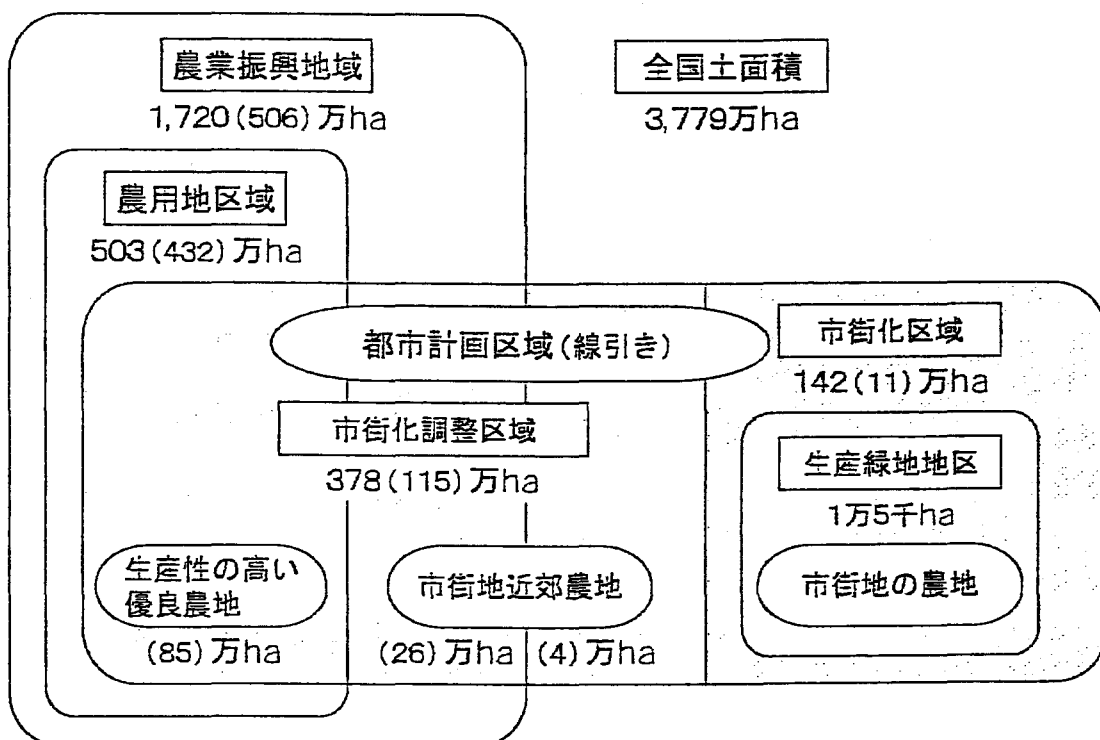 農業振興地域
1,720(506)万ha
全国土面積
3,779万ha
農用地区域
503(432)万ha
都市計画区域(線引き)
市街化区域
142(11)万ha
市街化調整区域
378(115)万ha
生産緑地地区
1万5千ha
生産性の高い
優良農地
(85)万ha
市街地近郊農地
(26)万ha
(4)万ha
市街地の農地